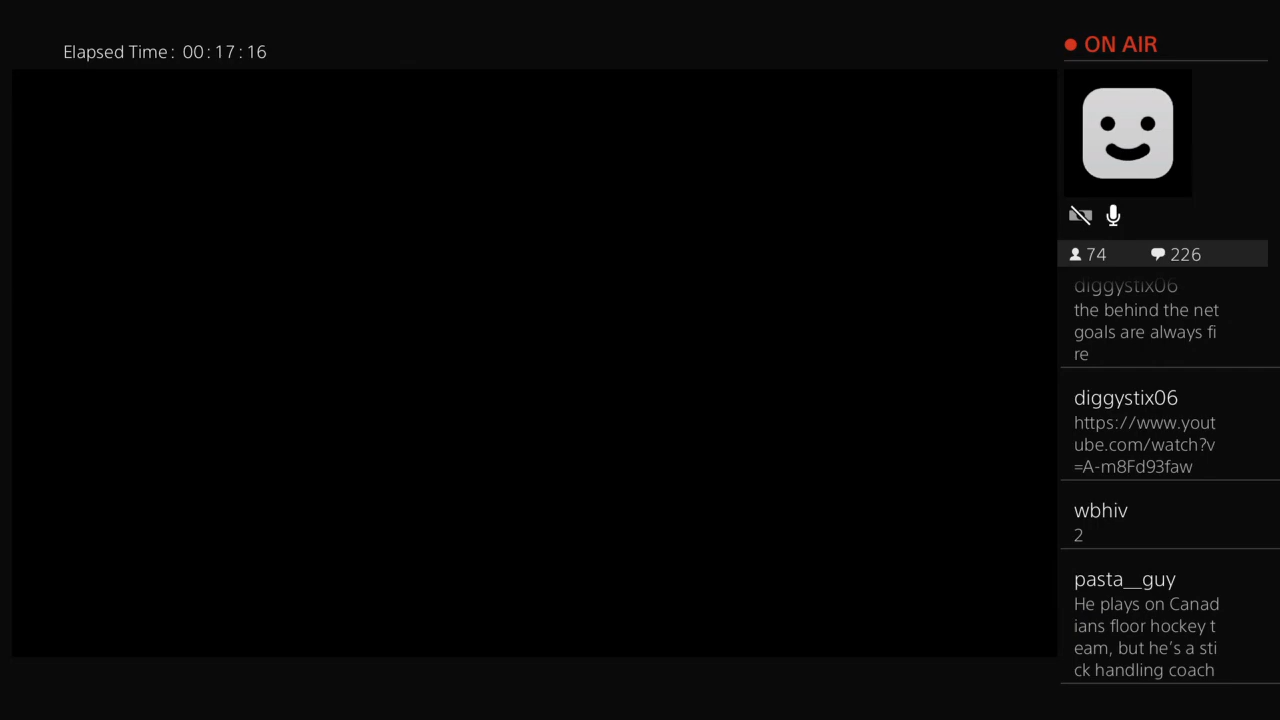 Elapsed Time: 00:17:16
ON AIR
74 226
diggystix06
the behind the net
goals are always fi
re
diggystix06
https://www.yout
ube.com/watch?v
=A-m8Fd93faw
wbhiv
2
pasta__guy
He plays on Canad
ians floor hockey t
eam, but he's a sti
ck handling coach